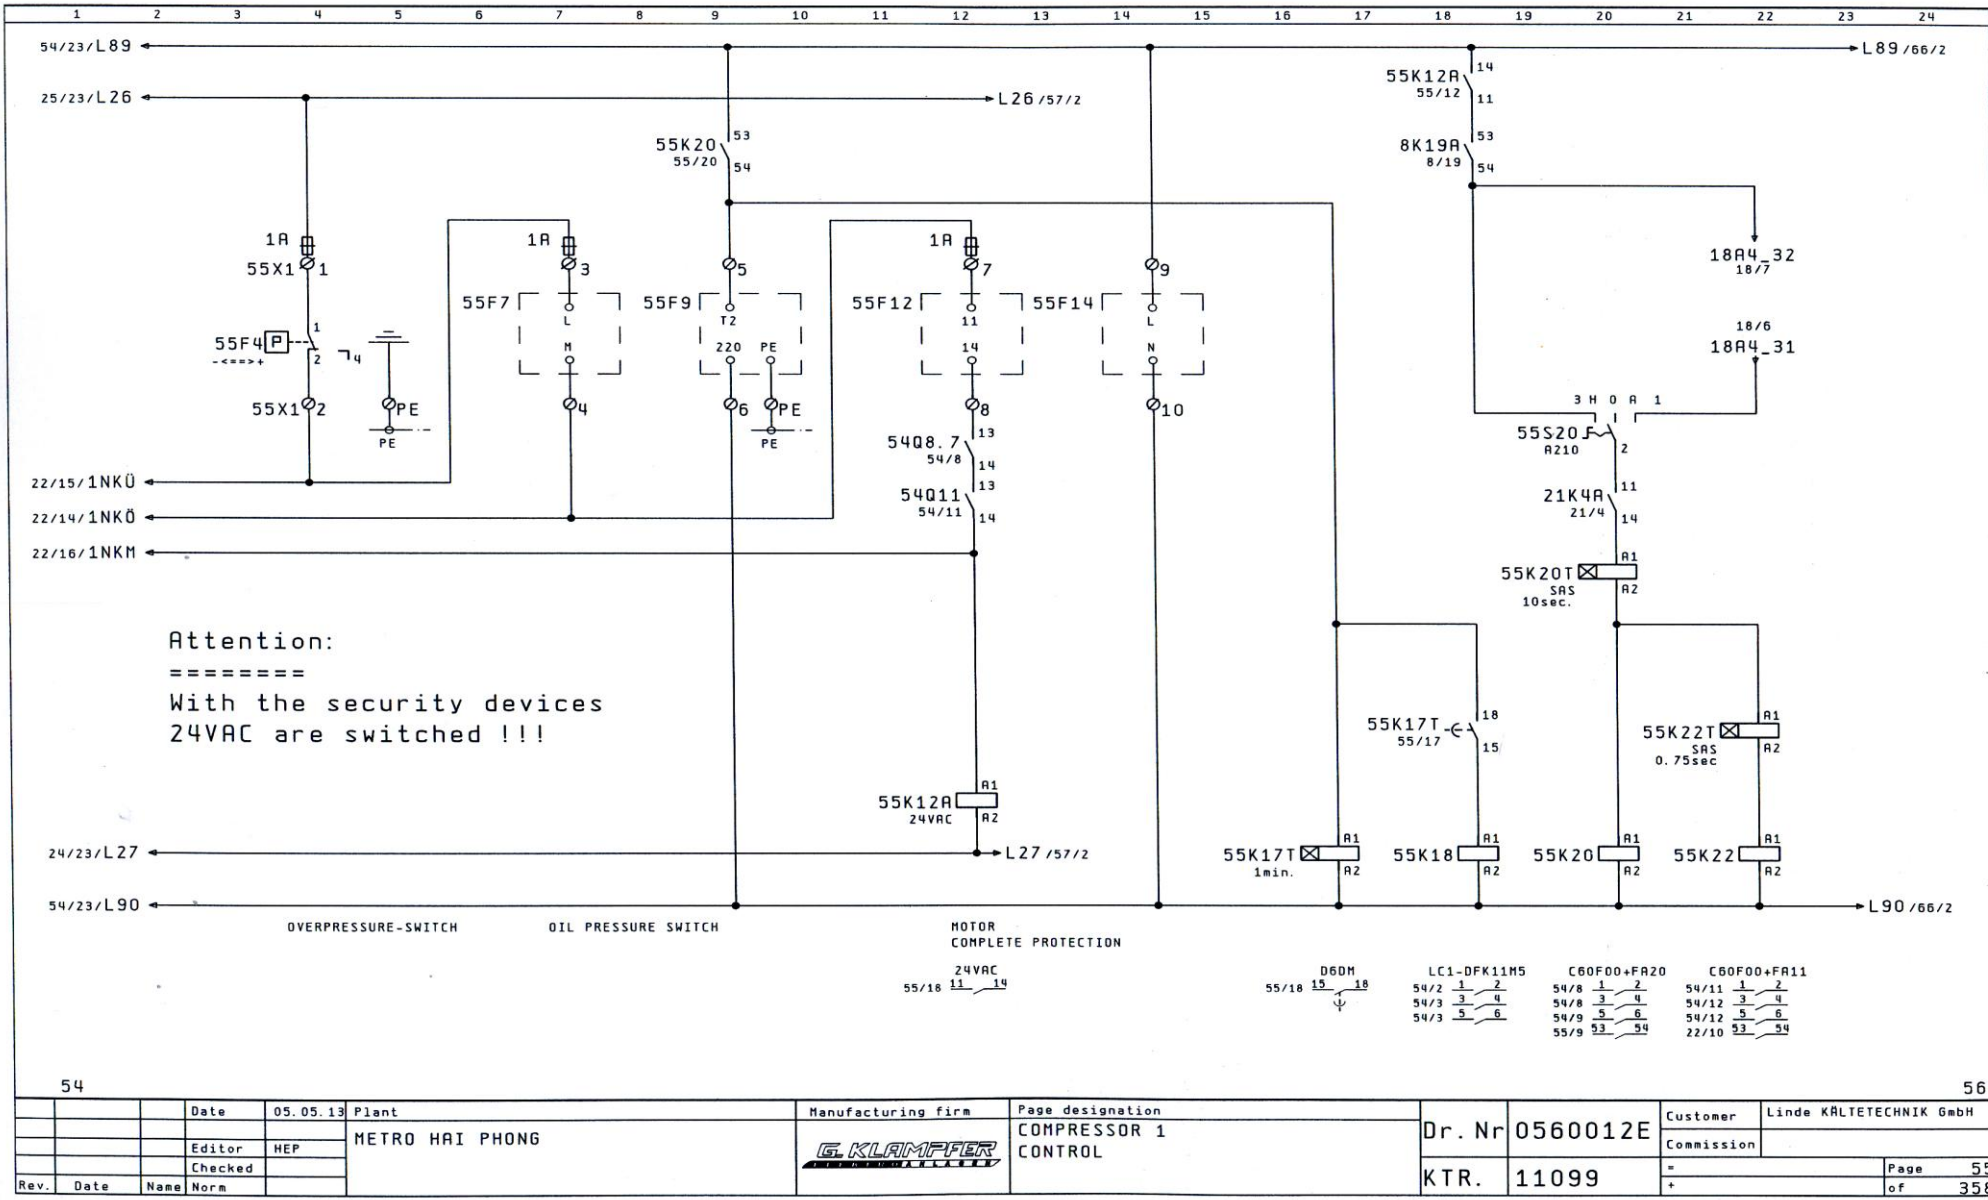 1 2 3 4 5 6 7 8 9 10 11 12 13 14 15 16 17 18 19 20 21 22 23 24
54/23/L89
L89/66/2
25/23/L26
L26/57/2
55K12A
55/12
14
11
55K20
55/20
53
54
8K19A
8/19
53
54
1A
55X1 1
1A
3
5
1A
7
9
18A4_32
18/7
55F7
L
M
55F9
T2
220 PE
55F12
11
14
55F14
L
N
55F4 P
-<==>+
1
2
4
18/6
18A4_31
55X1 2
PE
PE
4
6
PE
PE
8
10
3 H 0 A 1
55S20
A210
2
54Q8.7
54/8
13
14
54Q11
54/11
13
14
21K4A
21/4
11
14
22/15/1NKÜ
22/14/1NKÖ
22/16/1NKM
55K20T
SAS
10sec.
A1
A2
Attention:
========
With the security devices
24VAC are switched !!!
55K17T
55/17
18
15
55K22T
SAS
0.75sec
A1
A2
55K12A
24VAC
A1
A2
24/23/L27
L27/57/2
55K17T
1min.
A1
A2
55K18
A1
A2
55K20
A1
A2
55K22
A1
A2
54/23/L90
L90/66/2
OVERPRESSURE-SWITCH
OIL PRESSURE SWITCH
MOTOR
COMPLETE PROTECTION
24VAC
55/18 11 14
D6DM
55/18 15 18
LC1-DFK11M5
54/2 1 2
54/3 3 4
54/3 5 6
C60F00+FA20
54/8 1 2
54/8 3 4
54/9 5 6
55/9 53 54
C60F00+FA11
54/11 1 2
54/12 3 4
54/12 5 6
22/10 53 54
54
56
Date 05.05.13
Editor HEP
Checked
Rev. Date Name Norm
Plant
METRO HAI PHONG
Manufacturing firm
G. KLAMPFER
Page designation
COMPRESSOR 1
CONTROL
Dr.Nr 0560012E
KTR. 11099
Customer Linde KÄLTETECHNIK GmbH
Commission
=
+
Page 55
of 358